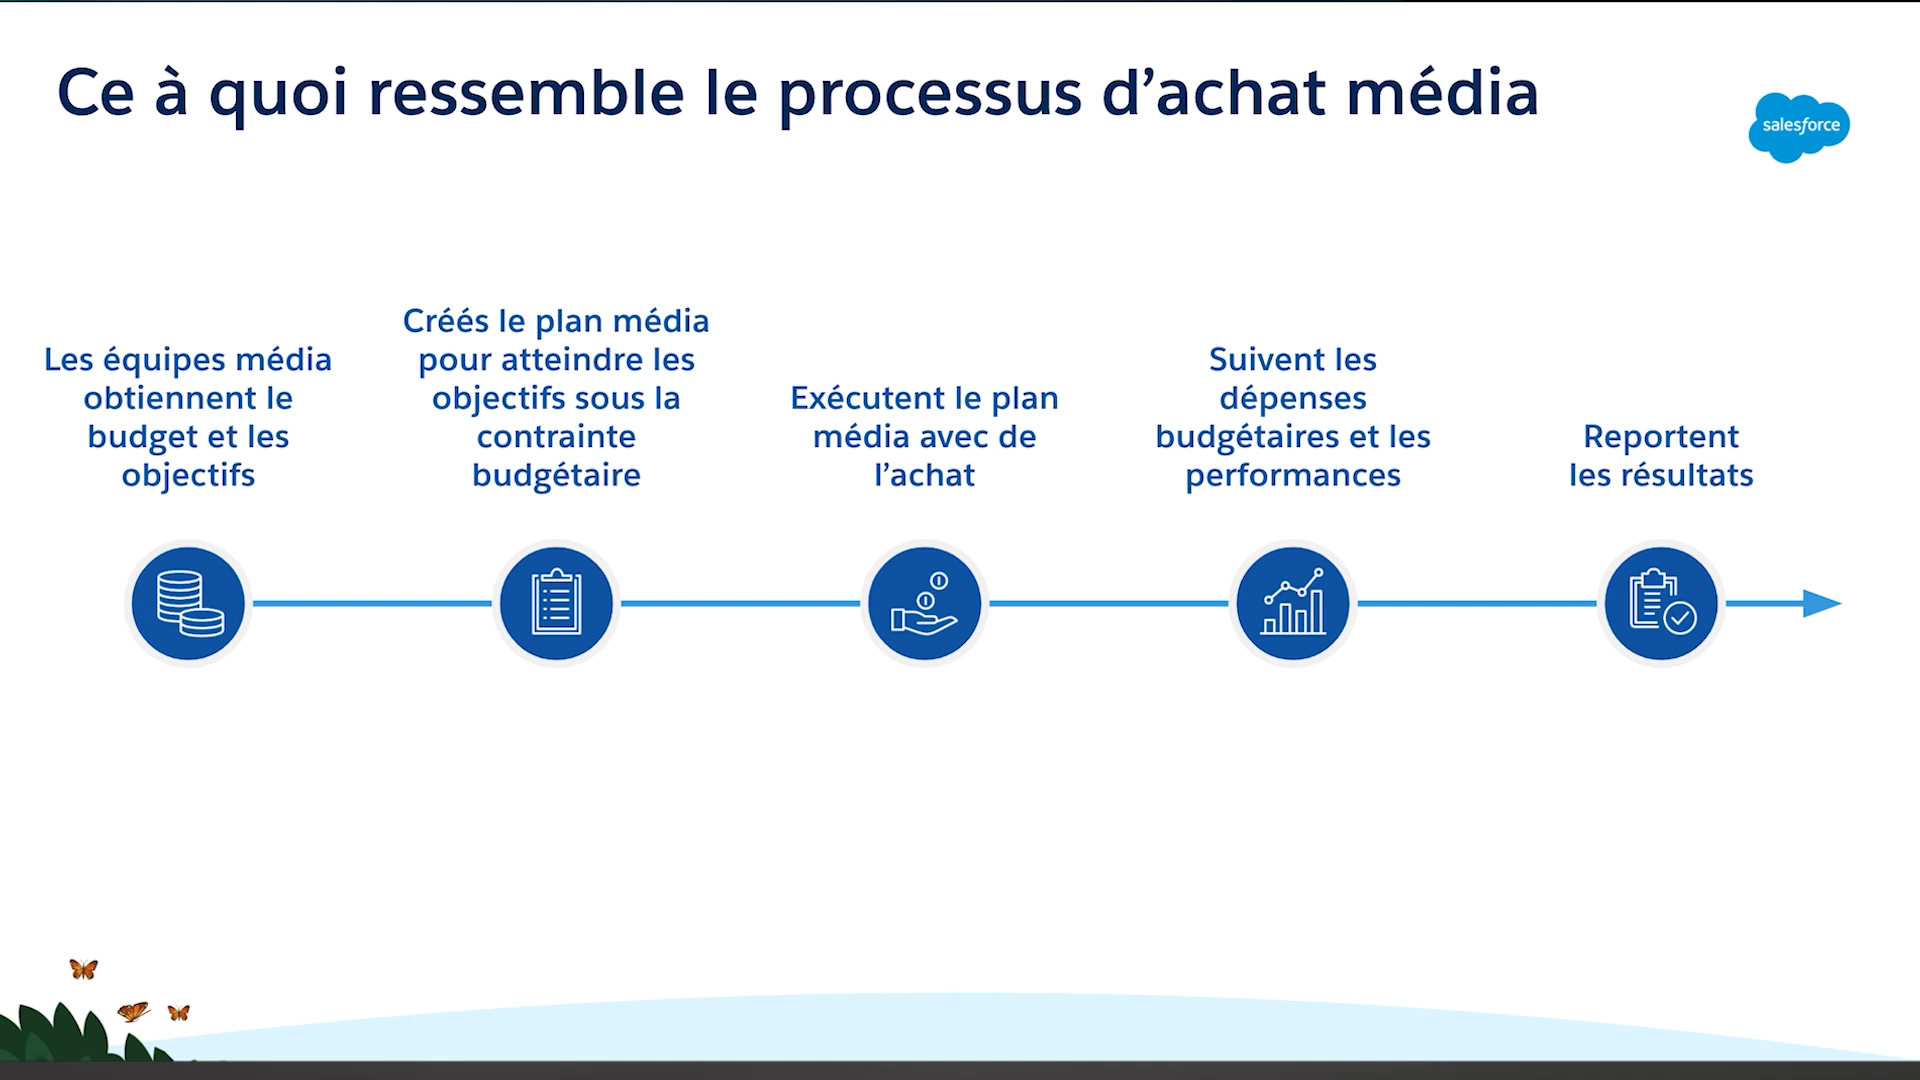 Ce à quoi ressemble le processus d’achat média
salesforce
Les équipes média
obtiennent le
budget et les
objectifs
Créés le plan média
pour atteindre les
objectifs sous la
contrainte
budgétaire
Exécutent le plan
média avec de
l’achat
Suivent les
dépenses
budgétaires et les
performances
Reportent
les résultats